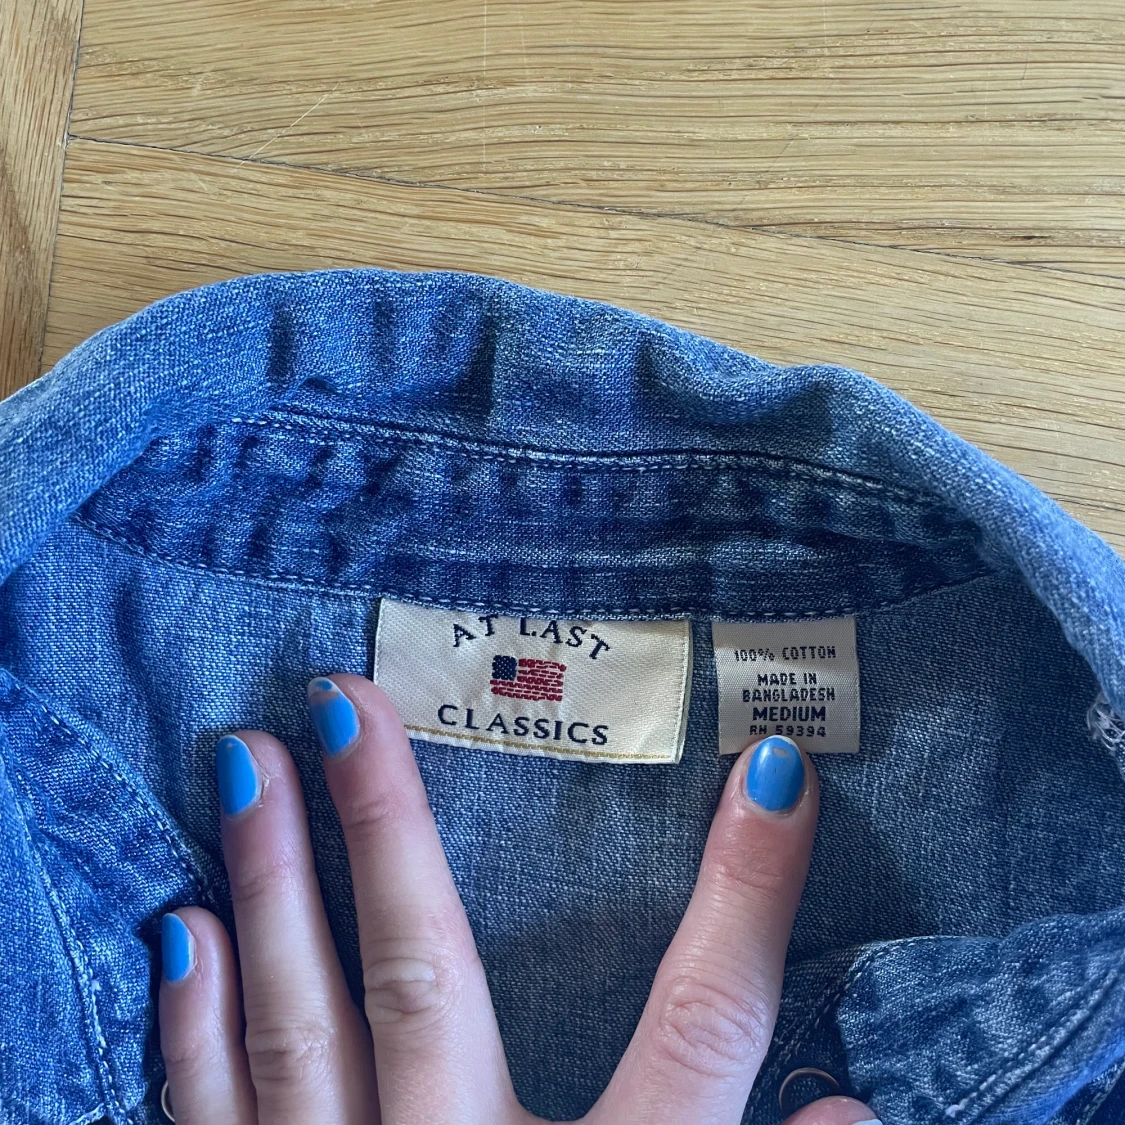 AT LAST
CLASSICS
100% COTTON
MADE IN
BANGLADESH
MEDIUM
RN 59394